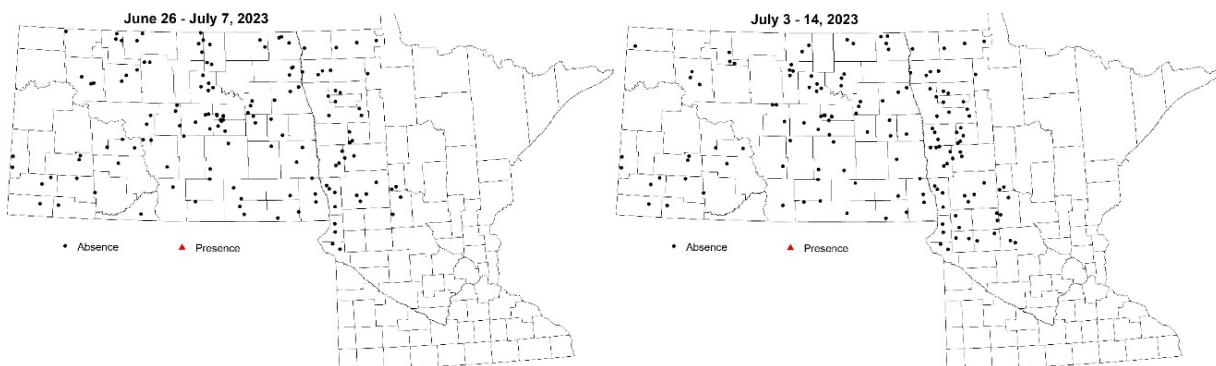 June 26 - July 7, 2023
Absence
Presence
July 3 - 14, 2023
Absence
Presence